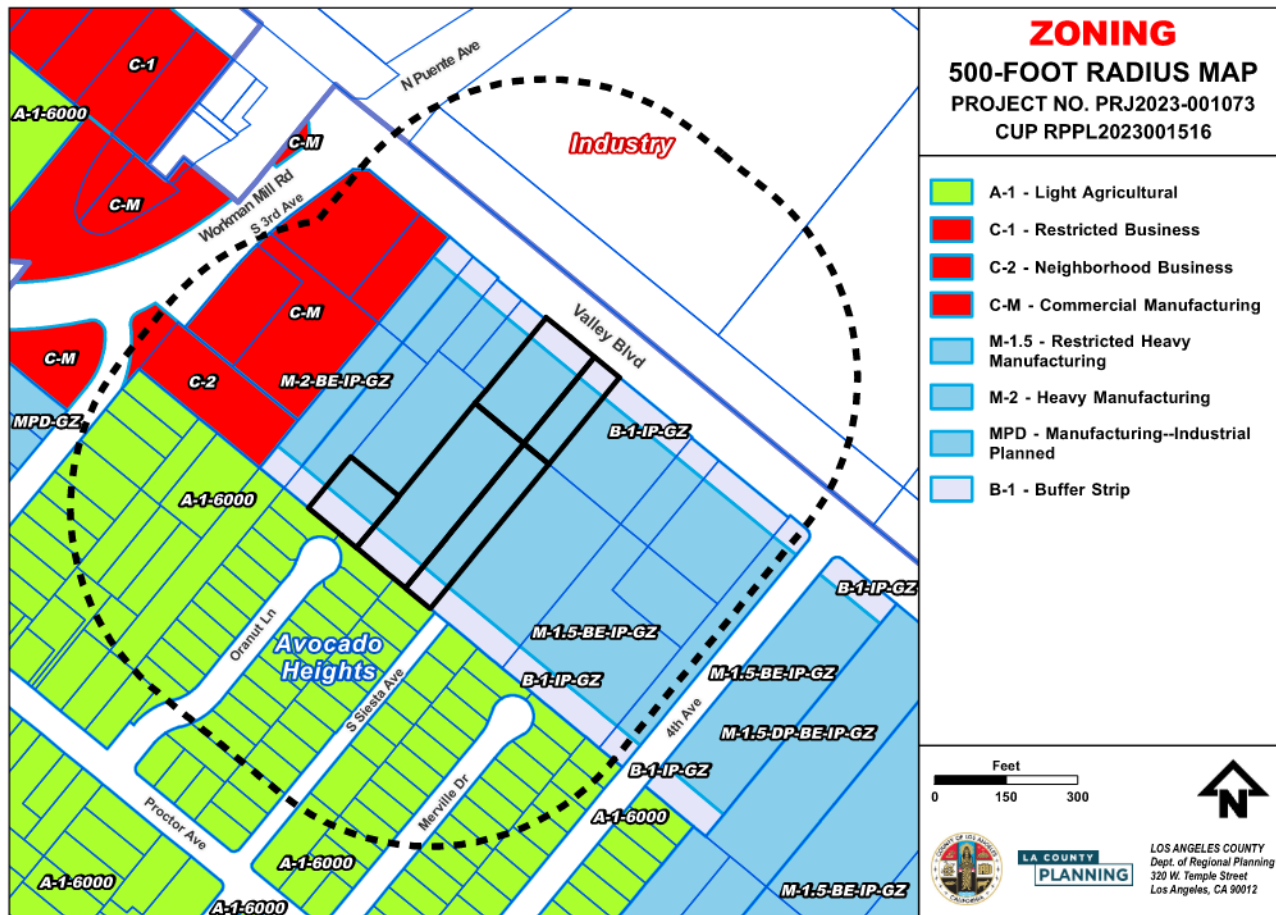 C-1
A-1-6000
C-M
C-M
N Puente Ave
Industry
Workman Mill Rd
S 3rd Ave
C-M
Valley Blvd
C-M
C-2
M-2-BE-IP-GZ
MPD-GZ
B-1-IP-GZ
A-1-6000
B-1-IP-GZ
Oranut Ln
Avocado
Heights
M-1.5-BE-IP-GZ
M-1.5-BE-IP-GZ
B-1-IP-GZ
S Siesta Ave
4th Ave
M-1.5-DP-BE-IP-GZ
B-1-IP-GZ
Merville Dr
Proctor Ave
A-1-6000
A-1-6000
A-1-6000
M-1.5-BE-IP-GZ
A-1-6000
ZONING
500-FOOT RADIUS MAP
PROJECT NO. PRJ2023-001073
CUP RPPL2023001516
A-1 - Light Agricultural
C-1 - Restricted Business
C-2 - Neighborhood Business
C-M - Commercial Manufacturing
M-1.5 - Restricted Heavy
Manufacturing
M-2 - Heavy Manufacturing
MPD - Manufacturing--Industrial
Planned
B-1 - Buffer Strip
Feet
0 150 300
N
COUNTY OF LOS ANGELES
CALIFORNIA
LA COUNTY
PLANNING
LOS ANGELES COUNTY
Dept. of Regional Planning
320 W. Temple Street
Los Angeles, CA 90012